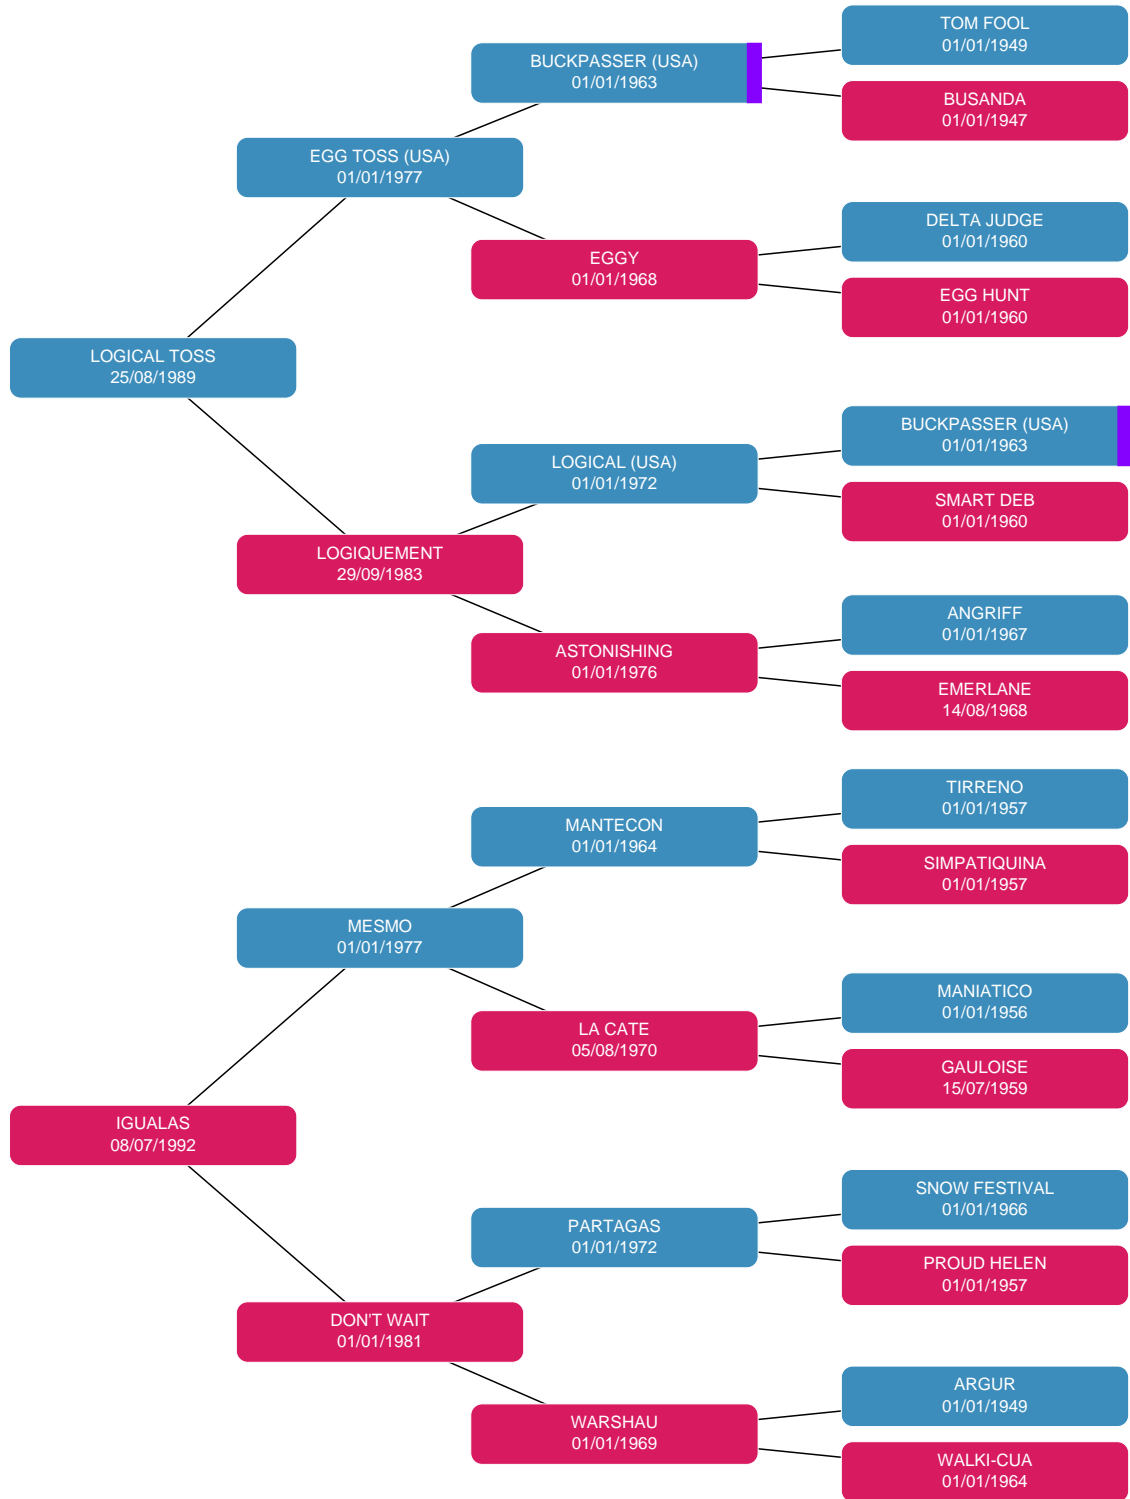 TOM FOOL
01/01/1949
BUCKPASSER (USA)
01/01/1963
BUSANDA
01/01/1947
EGG TOSS (USA)
01/01/1977
DELTA JUDGE
01/01/1960
EGGY
01/01/1968
EGG HUNT
01/01/1960
LOGICAL TOSS
25/08/1989
BUCKPASSER (USA)
01/01/1963
LOGICAL (USA)
01/01/1972
SMART DEB
01/01/1960
LOGIQUEMENT
29/09/1983
ANGRIFF
01/01/1967
ASTONISHING
01/01/1976
EMERLANE
14/08/1968
TIRRENO
01/01/1957
MANTECON
01/01/1964
SIMPATIQUINA
01/01/1957
MESMO
01/01/1977
MANIATICO
01/01/1956
LA CATE
05/08/1970
GAULOISE
15/07/1959
IGUALAS
08/07/1992
SNOW FESTIVAL
01/01/1966
PARTAGAS
01/01/1972
PROUD HELEN
01/01/1957
DON'T WAIT
01/01/1981
ARGUR
01/01/1949
WARSHAU
01/01/1969
WALKI-CUA
01/01/1964